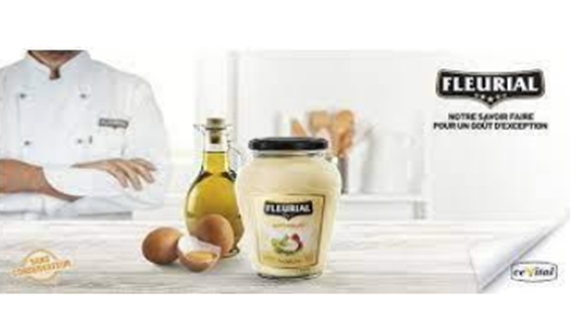 FLEURIAL
NOTRE SAVOIR FAIRE
POUR UN GOÛT D'EXCEPTION
FLEURIAL
SANS
CONSERVATEUR
cevital